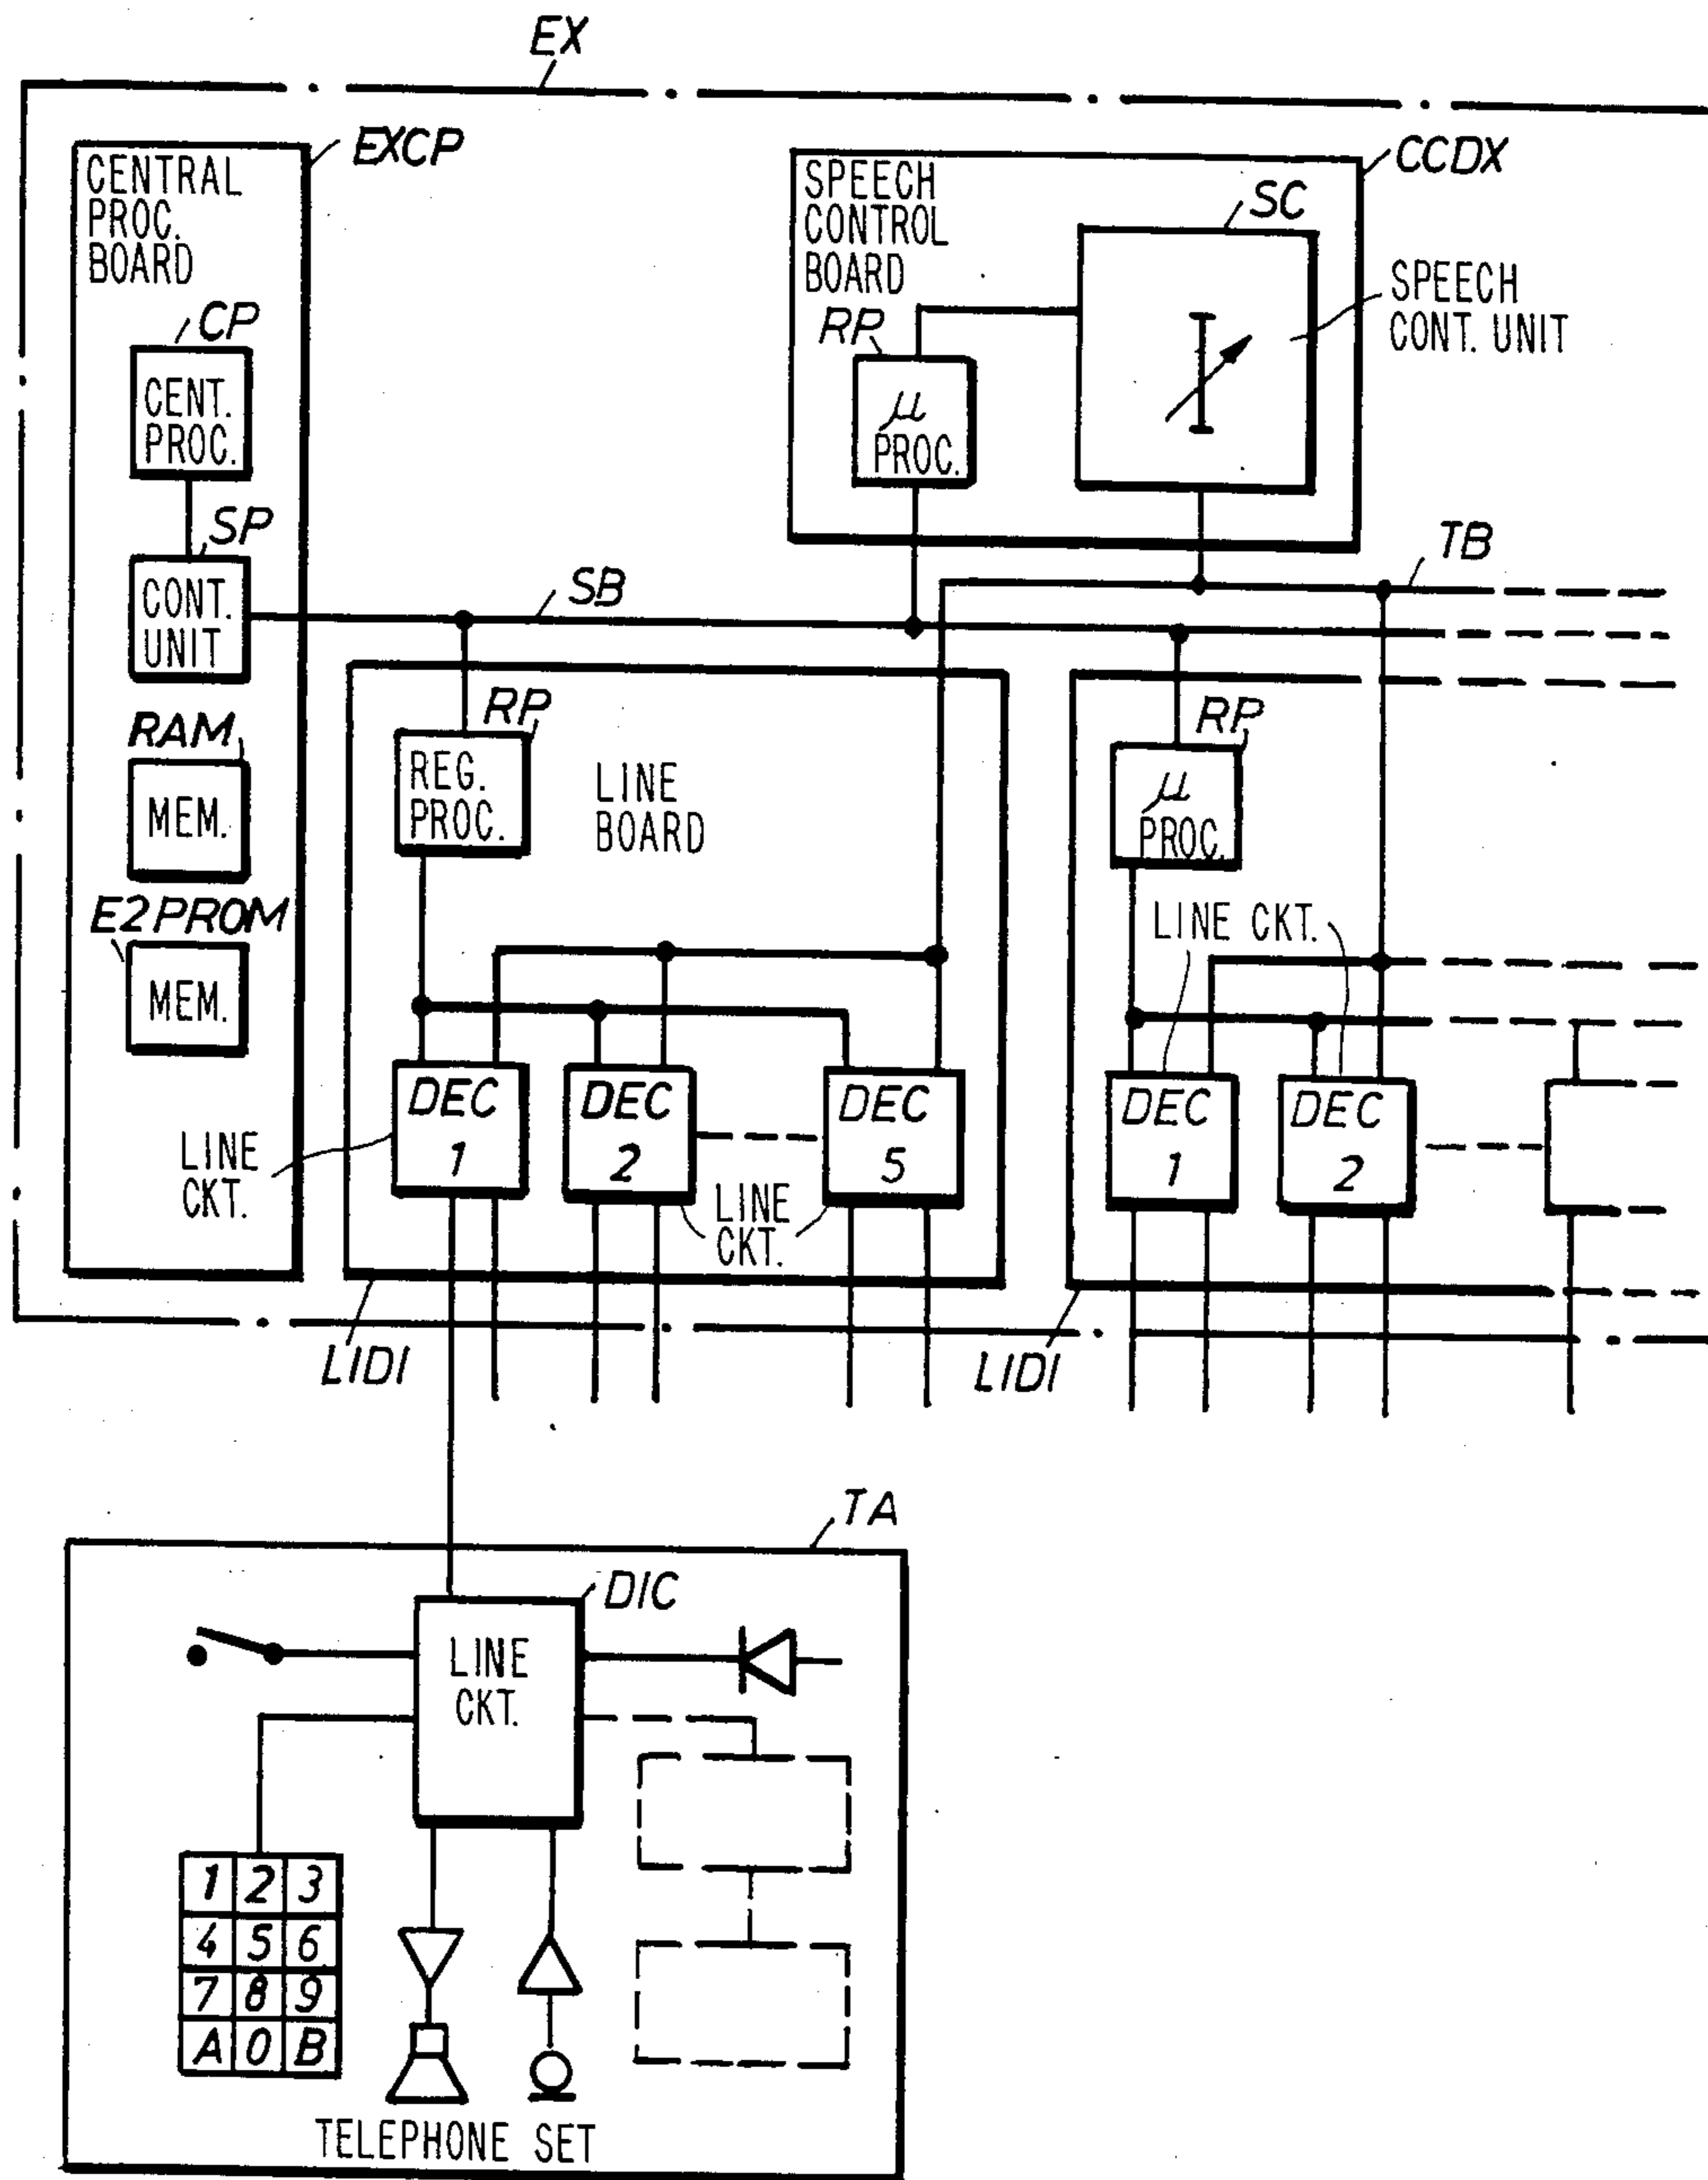 EX
EXCP
CENTRAL
PROC.
BOARD
CP
CENT.
PROC.
SP
CONT.
UNIT
RAM
MEM.
E2PROM
MEM.
CCDX
SPEECH
CONTROL
BOARD
SC
SPEECH
CONT. UNIT
RP
μ
PROC.
TB
SB
RP
REG.
PROC.
LINE
BOARD
RP
μ
PROC.
LINE CKT.
DEC
1
DEC
2
DEC
5
DEC
1
DEC
2
LINE
CKT.
LINE
CKT.
LIDI
LIDI
TA
DIC
LINE
CKT.
1 2 3
4 5 6
7 8 9
A 0 B
TELEPHONE SET